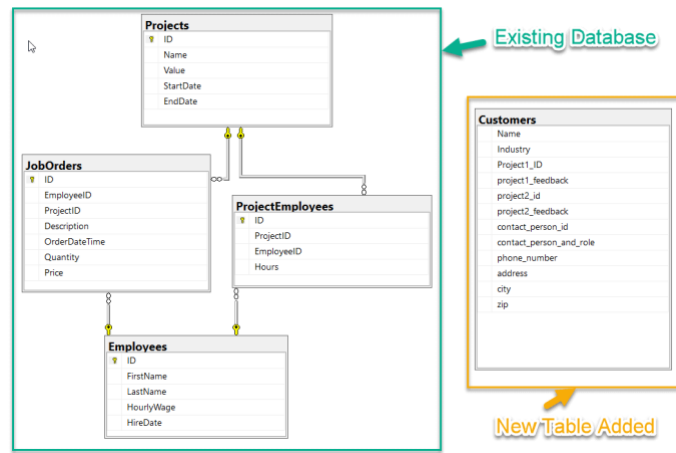 Projects
ID
Name
Value
StartDate
EndDate
Existing Database
JobOrders
ID
EmployeeID
ProjectID
Description
OrderDateTime
Quantity
Price
ProjectEmployees
ID
ProjectID
EmployeeID
Hours
Employees
ID
FirstName
LastName
HourlyWage
HireDate
Customers
Name
Industry
Project1_ID
project1_feedback
project2_id
project2_feedback
contact_person_id
contact_person_and_role
phone_number
address
city
zip
New Table Added